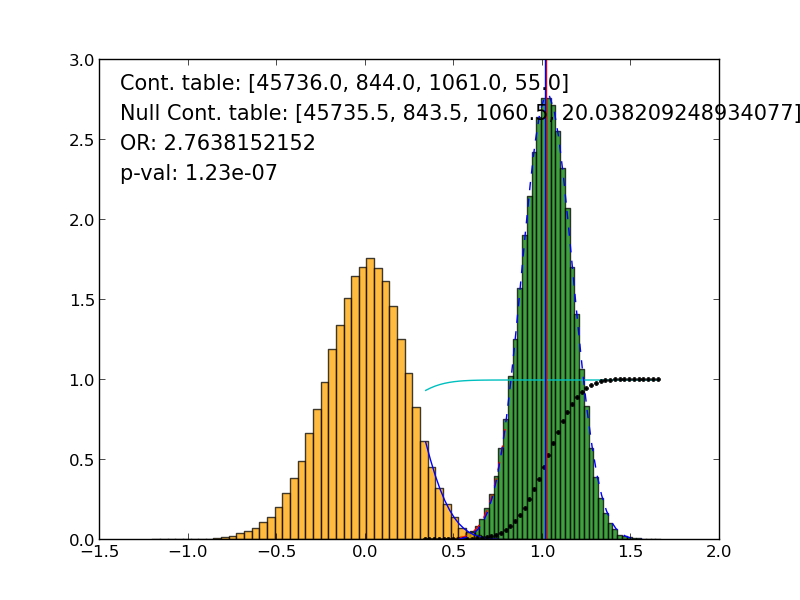 3.0
Cont. table: [45736.0, 844.0, 1061.0, 55.0]
Null Cont. table: [45735.5, 843.5, 1060.5, 20.038209248934077]
2.5
OR: 2.7638152152
p-val: 1.23e-07
2.0
1.5
1.0
0.5
0.0
−1.5 −1.0 −0.5 0.0 0.5 1.0 1.5 2.0